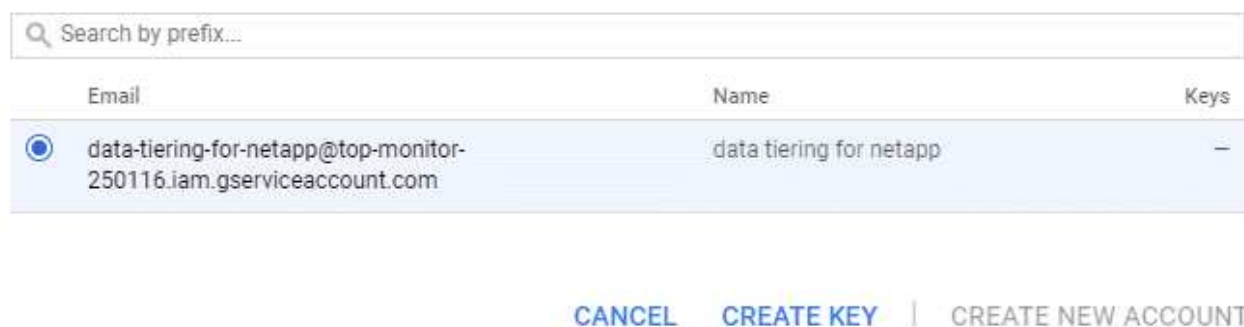 Search by prefix...
Email Name Keys
data-tiering-for-netapp@top-monitor- data tiering for netapp –
250116.iam.gserviceaccount.com
CANCEL CREATE KEY | CREATE NEW ACCOUNT